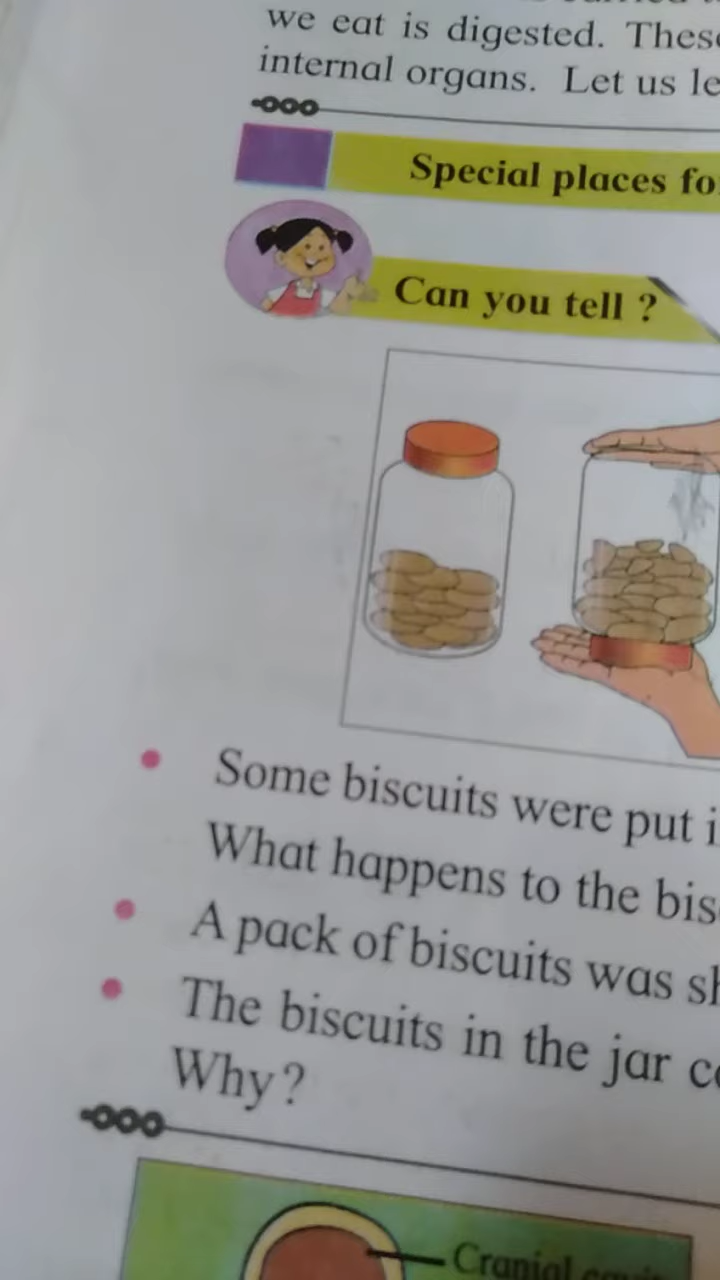 we eat is digested. These
internal organs. Let us le
Special places fo
Can you tell ?
Some biscuits were put i
What happens to the bis
A pack of biscuits was sh
The biscuits in the jar c
Why?
Cranial